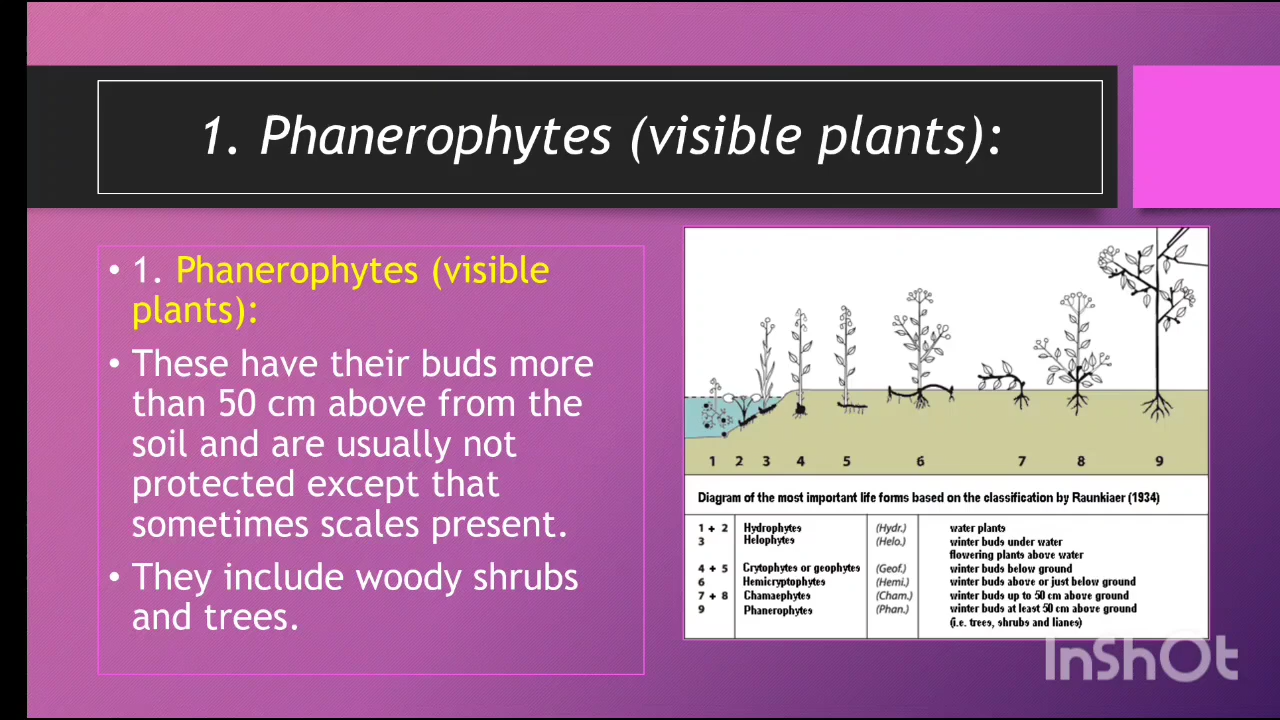 1. Phanerophytes (visible plants):
• 1. Phanerophytes (visible
plants):
• These have their buds more
than 50 cm above from the
soil and are usually not
protected except that
sometimes scales present.
• They include woody shrubs
and trees.
1 2 3 4 5 6 7 8 9
Diagram of the most important life forms based on the classification by Raunkiaer (1934)
1 + 2 Hydrophytes (Hydr.) water plants
3 Helophytes (Helo.) winter buds under water
flowering plants above water
4 + 5 Crytophytes or geophytes (Geof.) winter buds below ground
6 Hemicryptophytes (Hemi.) winter buds above or just below ground
7 + 8 Chamaephytes (Cham.) winter buds up to 50 cm above ground
9 Phanerophytes (Phan.) winter buds at least 50 cm above ground
(i.e. trees, shrubs and lianes)
InShOt